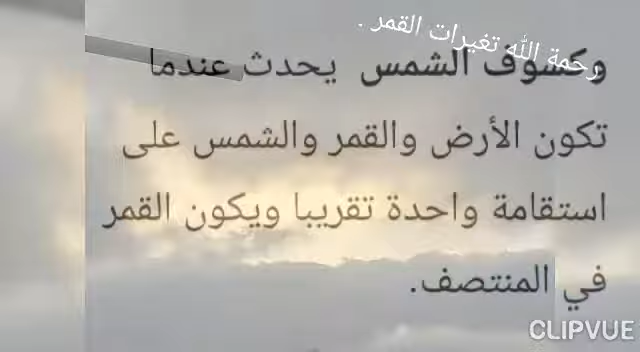 رحمة الله تغيرات القمر .
وكسوف الشمس يحدث عندما
تكون الأرض والقمر والشمس على
استقامة واحدة تقريبا ويكون القمر
في المنتصف.
CLIPVUE